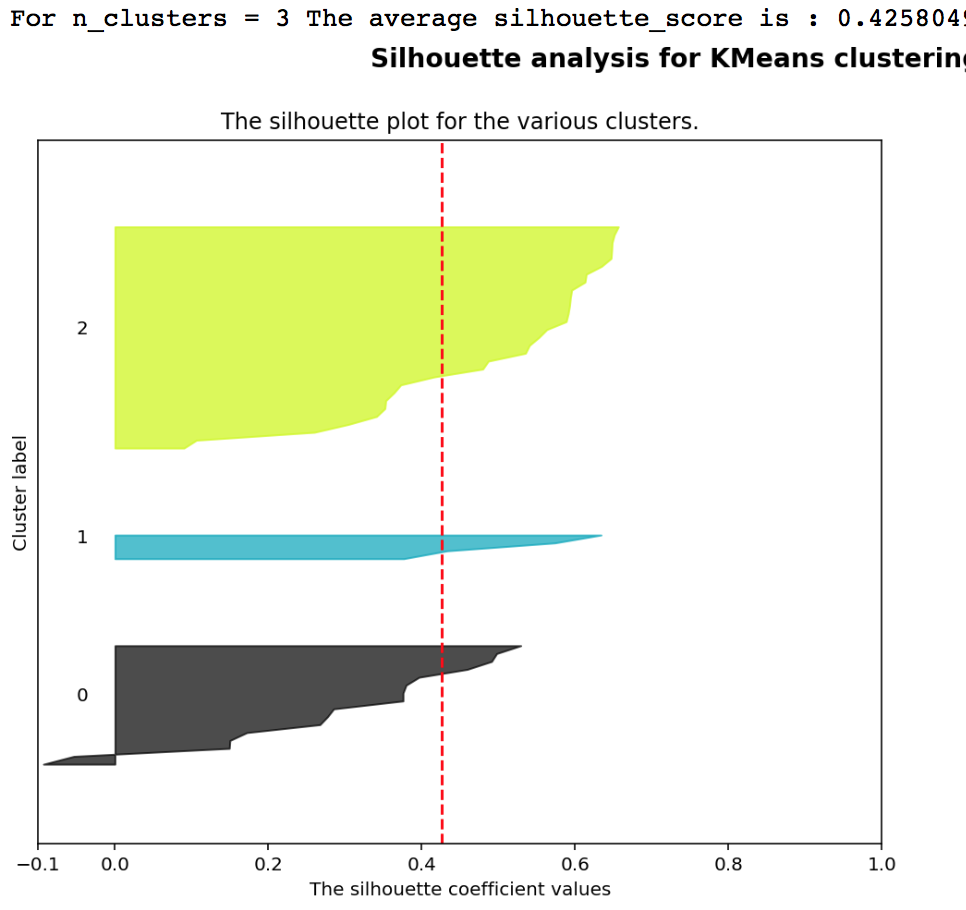 For n_clusters = 3 The average silhouette_score is : 0.425804
Silhouette analysis for KMeans clustering
The silhouette plot for the various clusters.
2
1
0
Cluster label
−0.1 0.0 0.2 0.4 0.6 0.8 1.0
The silhouette coefficient values